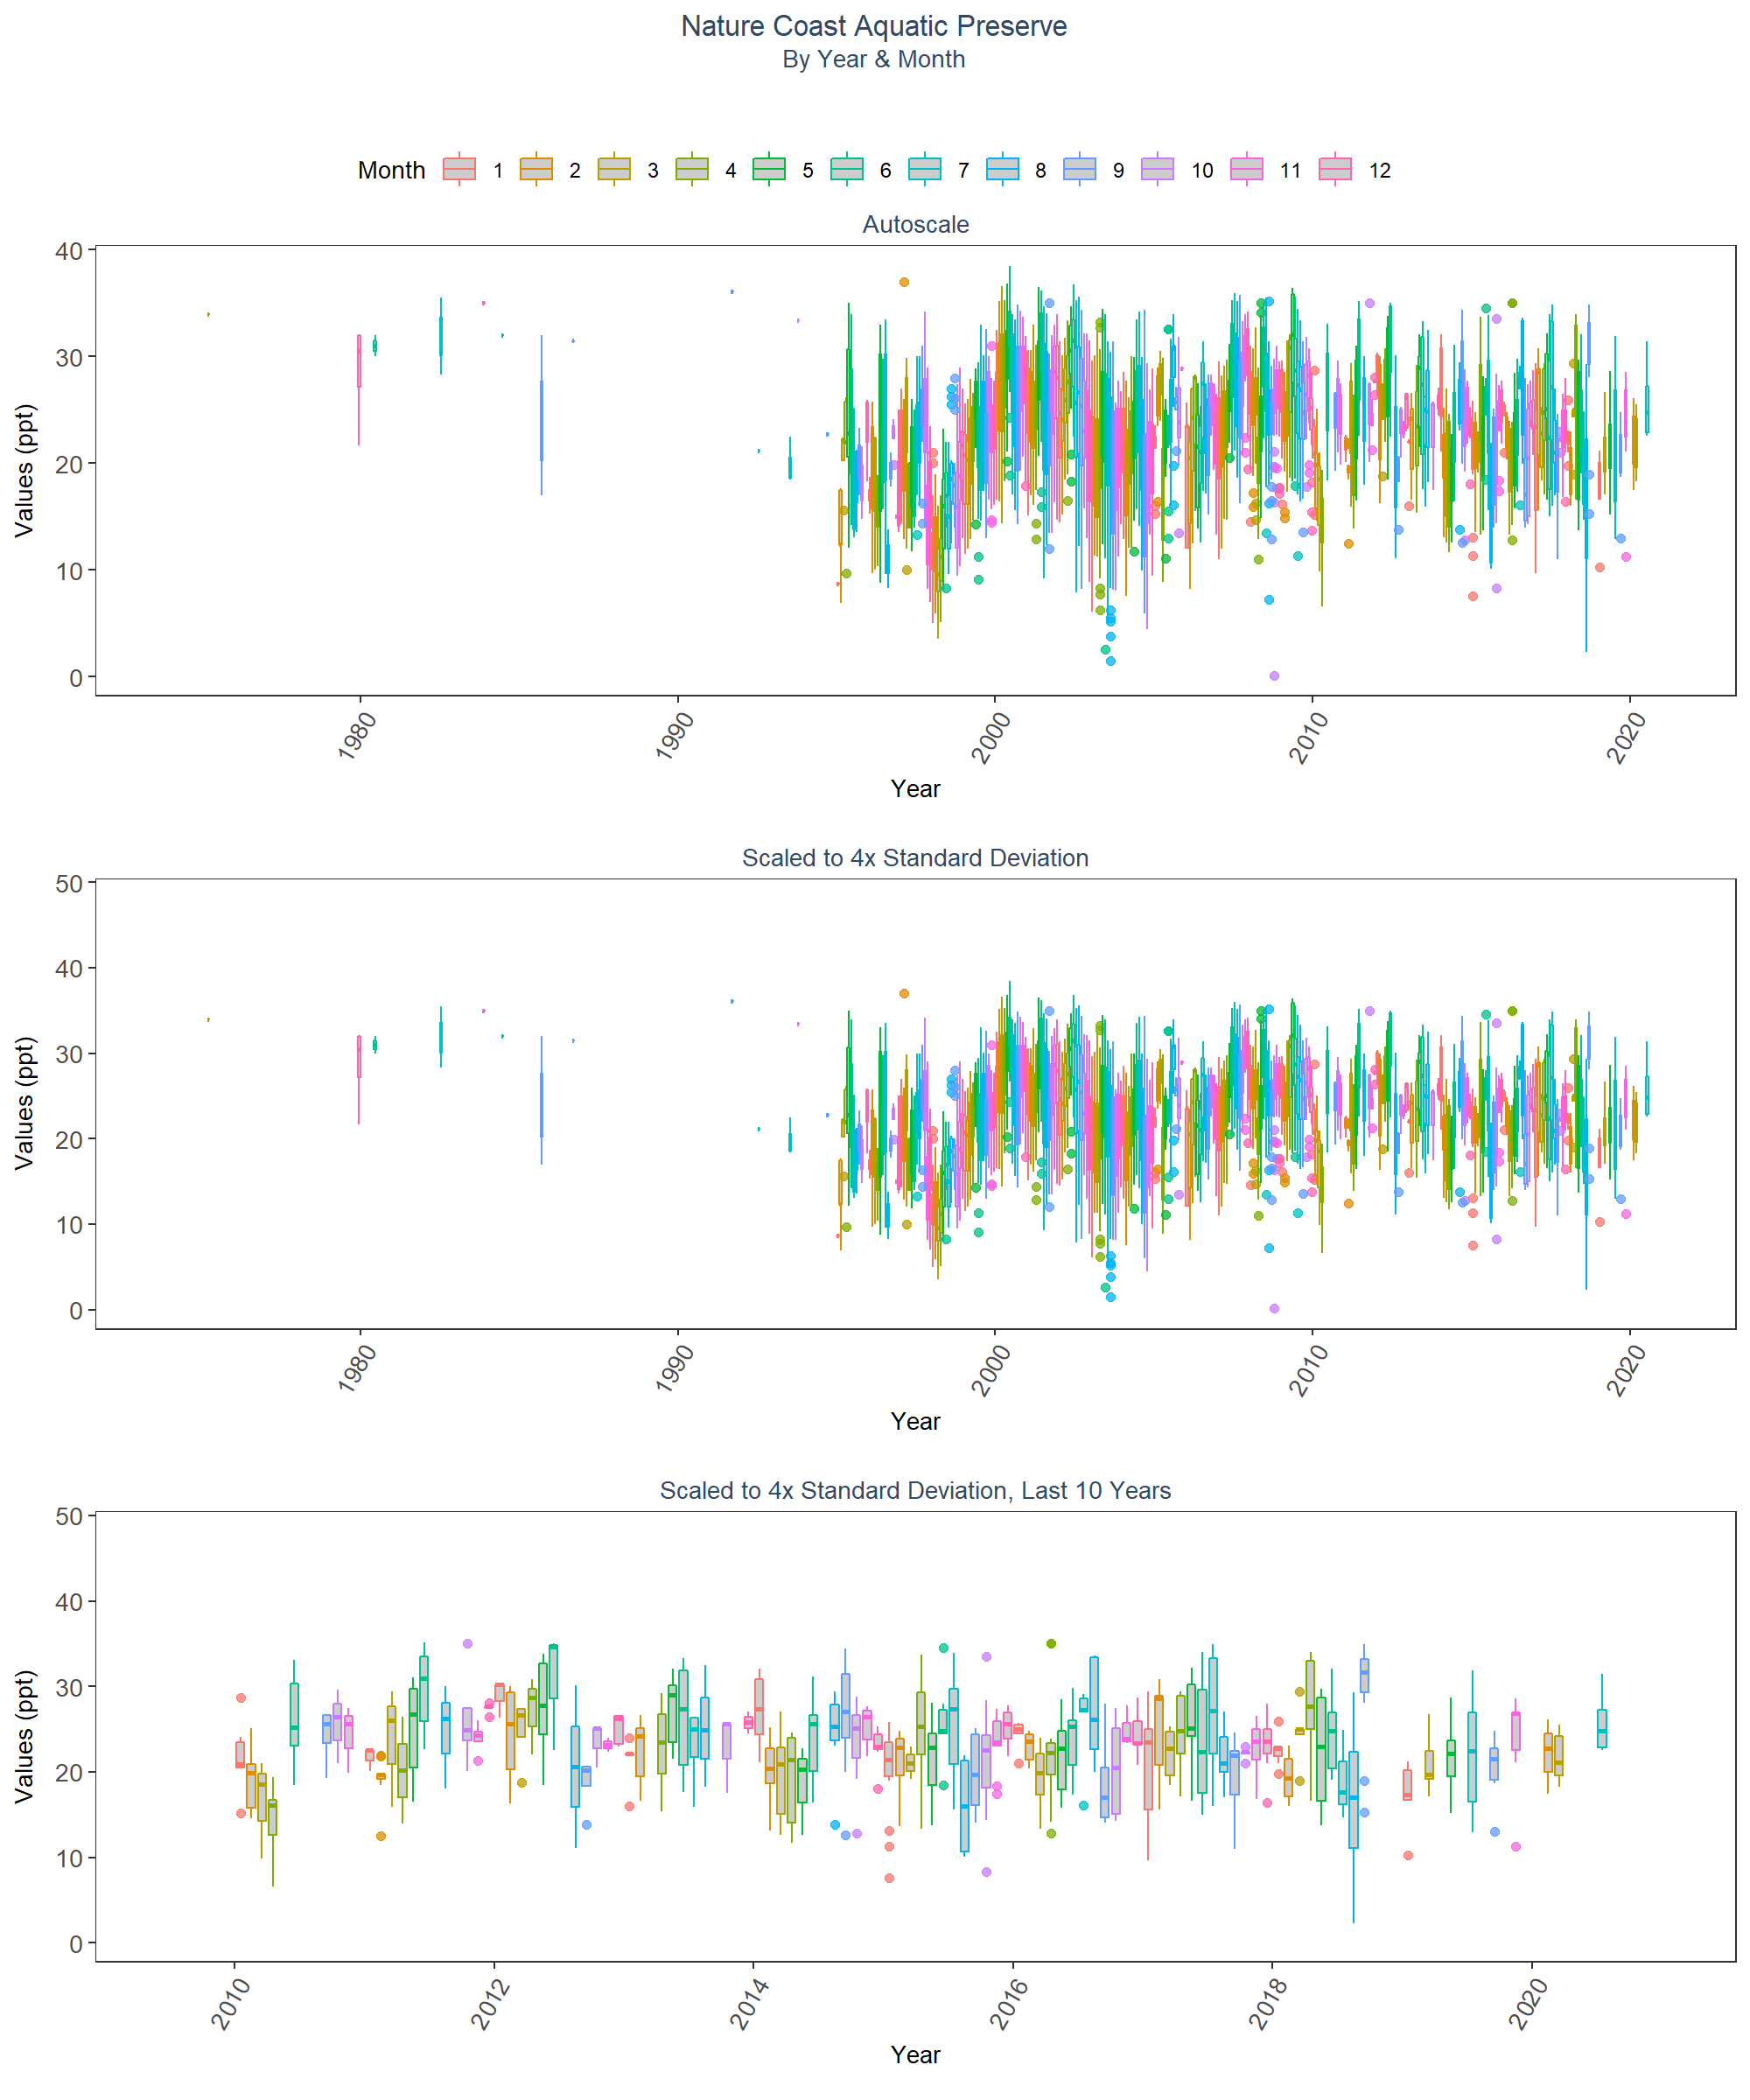 Nature Coast Aquatic Preserve
By Year & Month
Month 1 2 3 4 5 6 7 8 9 10 11 12
Autoscale
Values (ppt)
40
30
20
10
0
1980 1990 2000 2010 2020
Year
Scaled to 4x Standard Deviation
Values (ppt)
50
40
30
20
10
0
1980 1990 2000 2010 2020
Year
Scaled to 4x Standard Deviation, Last 10 Years
Values (ppt)
50
40
30
20
10
0
2010 2012 2014 2016 2018 2020
Year